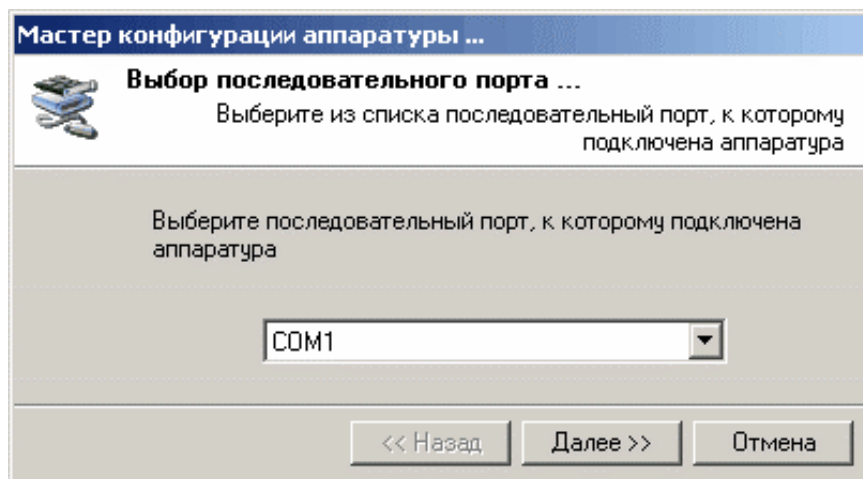 Мастер конфигурации аппаратуры ...
Выбор последовательного порта ...
Выберите из списка последовательный порт, к которому
подключена аппаратура
Выберите последовательный порт, к которому подключена
аппаратура
COM1
<< Назад
Далее >>
Отмена